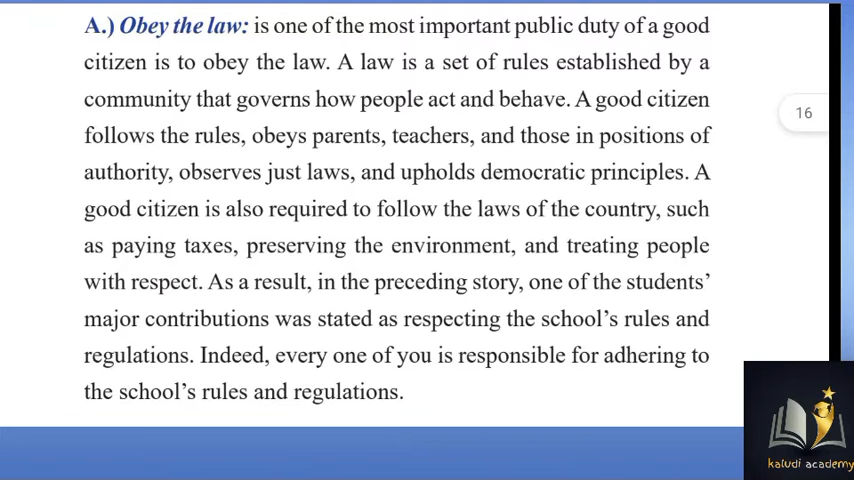 A.) Obey the law: is one of the most important public duty of a good
citizen is to obey the law. A law is a set of rules established by a
community that governs how people act and behave. A good citizen
follows the rules, obeys parents, teachers, and those in positions of
authority, observes just laws, and upholds democratic principles. A
good citizen is also required to follow the laws of the country, such
as paying taxes, preserving the environment, and treating people
with respect. As a result, in the preceding story, one of the students’
major contributions was stated as respecting the school’s rules and
regulations. Indeed, every one of you is responsible for adhering to
the school’s rules and regulations.
16
kaludi academy